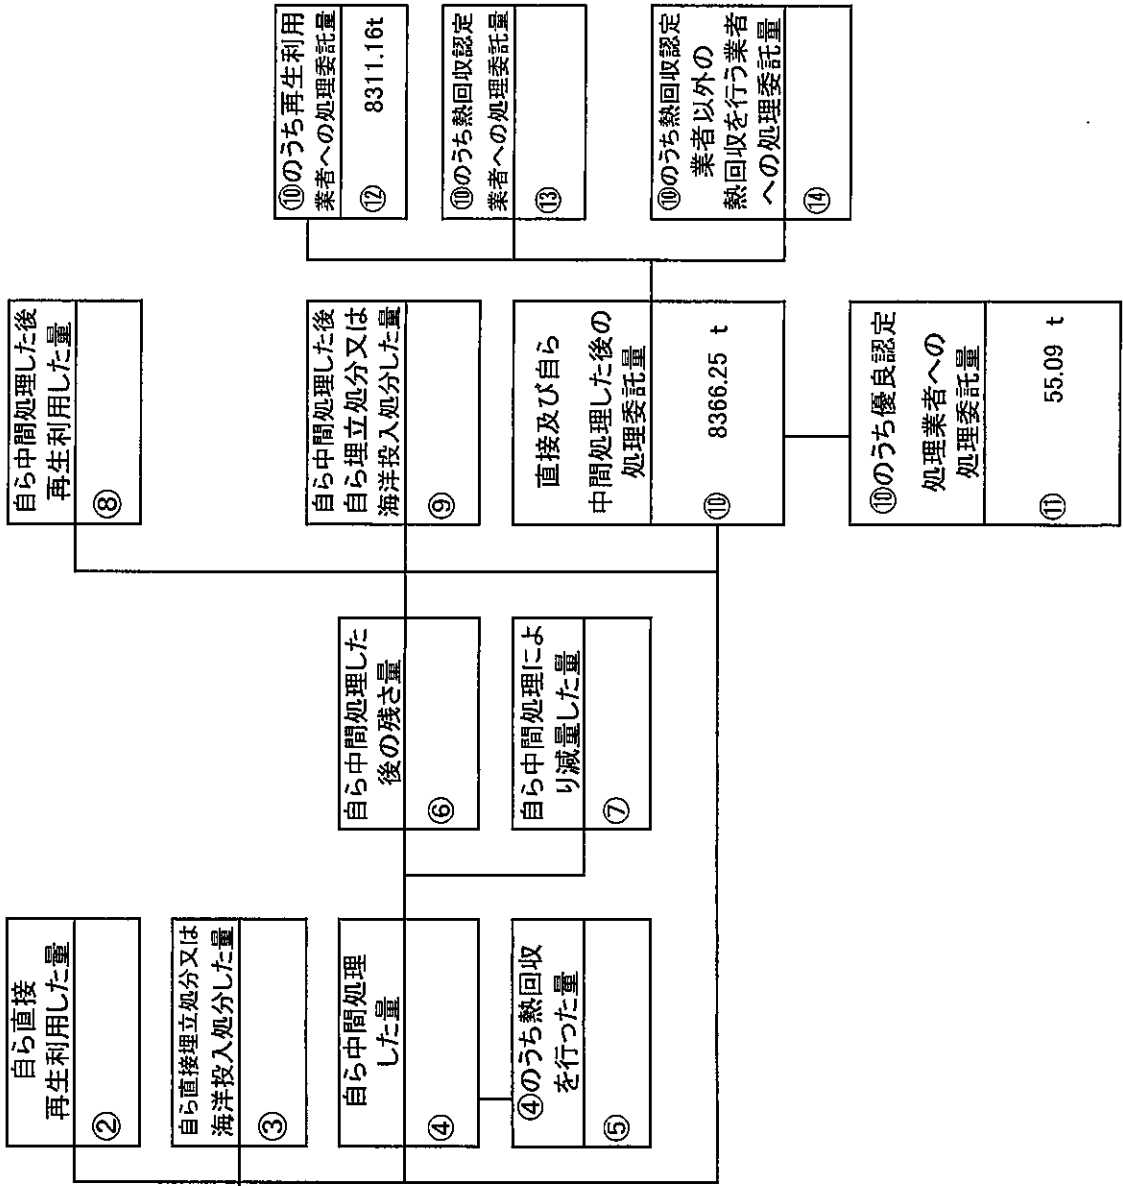 自ら直接
再生利用した量
②
自ら直接埋立処分又は
海洋投入処分した量
③
自ら中間処理
した量
④
④のうち熱回収
を行った量
⑤
自ら中間処理した
後の残さ量
⑥
自ら中間処理によ
り減量した量
⑦
自ら中間処理した後
再生利用した量
⑧
自ら中間処理した後
自ら埋立処分又は
海洋投入処分した量
⑨
直接及び自ら
中間処理した後の
処理委託量
⑩ 8366.25 t
⑩のうち優良認定
処理業者への
処理委託量
⑪ 55.09 t
⑩のうち再生利用
業者への処理委託量
⑫ 8311.16t
⑩のうち熱回収認定
業者への処理委託量
⑬
⑩のうち熱回収認定
業者以外の
熱回収を行う業者
への処理委託量
⑭